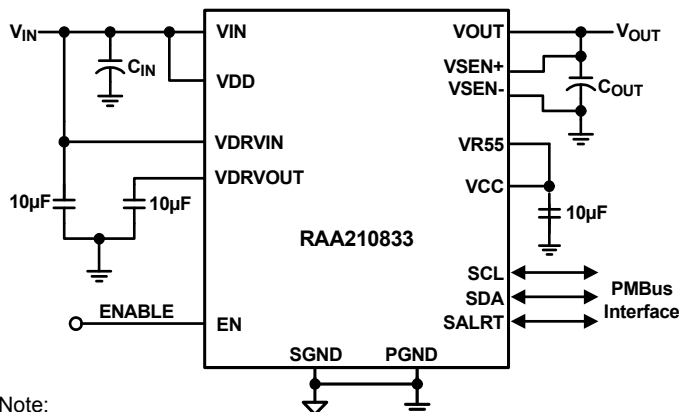 VIN
CIN
VIN
VDD
VDRVIN
VDRVOUT
10µF
10µF
ENABLE
EN
RAA210833
VOUT
VSEN+
VSEN-
VR55
VCC
SCL
SDA
SALRT
SGND
PGND
VOUT
COUT
10µF
PMBus
Interface
Note: